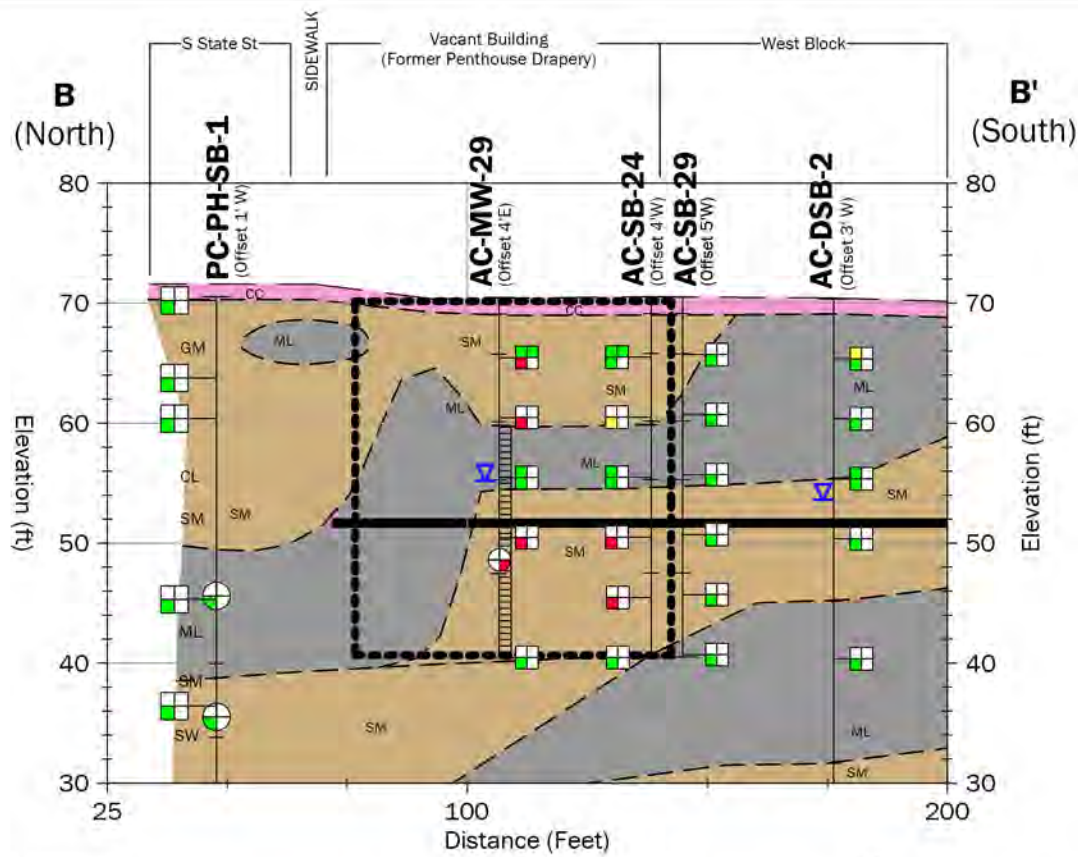 S State St
SIDEWALK
Vacant Building
(Former Penthouse Drapery)
West Block
B
(North)
B'
(South)
PC-PH-SB-1
(Offset 1' W)
AC-MW-29
(Offset 4'E)
AC-SB-24
(Offset 4'W)
AC-SB-29
(Offset 5'W)
AC-DSB-2
(Offset 3' W)
80
80
70
CC
CC
70
GM
ML
SM
SM
ML
ML
60
60
CL
ML
SM
SM
SM
50
SM
50
ML
40
SM
40
SW
SM
ML
SM
30
30
25
100
200
Elevation (ft)
Elevation (ft)
Distance (Feet)